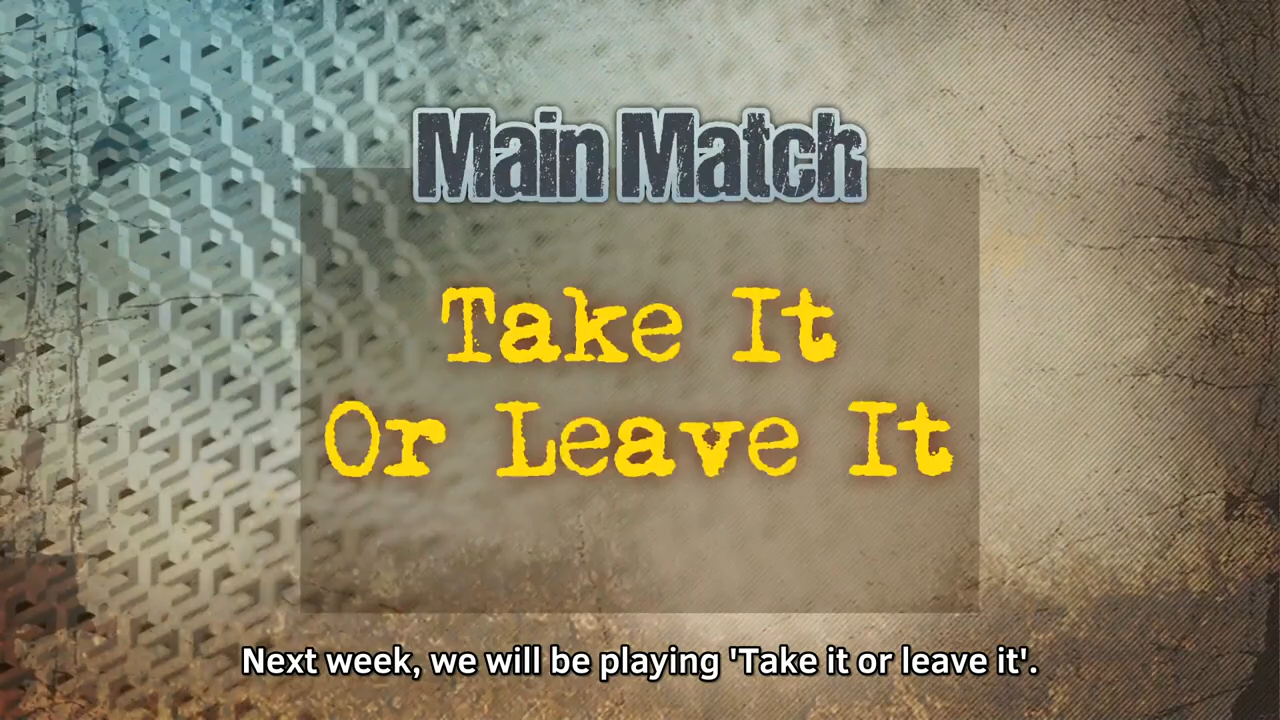 Main Match
Take It
Or Leave It
Next week, we will be playing 'Take it or leave it'.